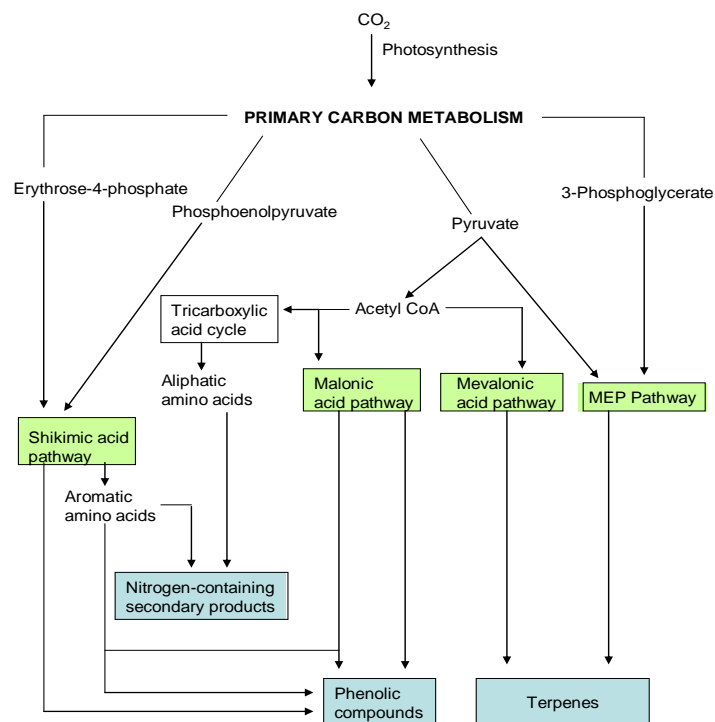 CO2
Photosynthesis
PRIMARY CARBON METABOLISM
Erythrose-4-phosphate
Phosphoenolpyruvate
Pyruvate
3-Phosphoglycerate
Tricarboxylic
acid cycle
Acetyl CoA
Aliphatic
amino acids
Malonic
acid pathway
Mevalonic
acid pathway
MEP Pathway
Shikimic acid
pathway
Aromatic
amino acids
Nitrogen-containing
secondary products
Phenolic
compounds
Terpenes